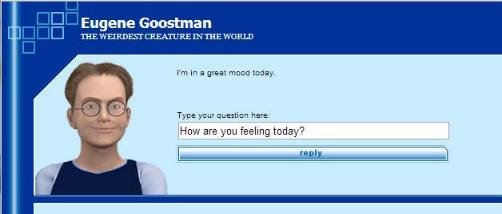 Eugene Goostman
THE WEIRDEST CREATURE IN THE WORLD
I'm in a great mood today.
Type your question here:
How are you feeling today?
reply